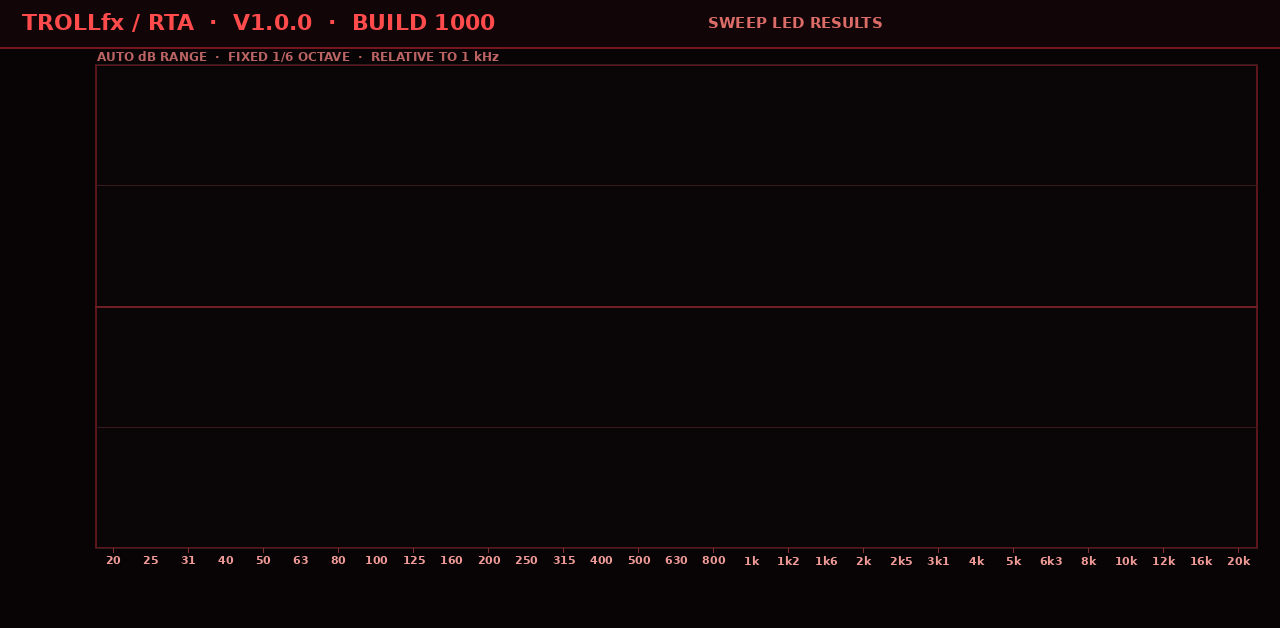 TROLLfx / RTA · V1.0.0 · BUILD 1000
SWEEP LED RESULTS
AUTO dB RANGE · FIXED 1/6 OCTAVE · RELATIVE TO 1 kHz
20 25 31 40 50 63 80 100 125 160 200 250 315 400 500 630 800 1k 1k2 1k6 2k 2k5 3k1 4k 5k 6k3 8k 10k 12k 16k 20k